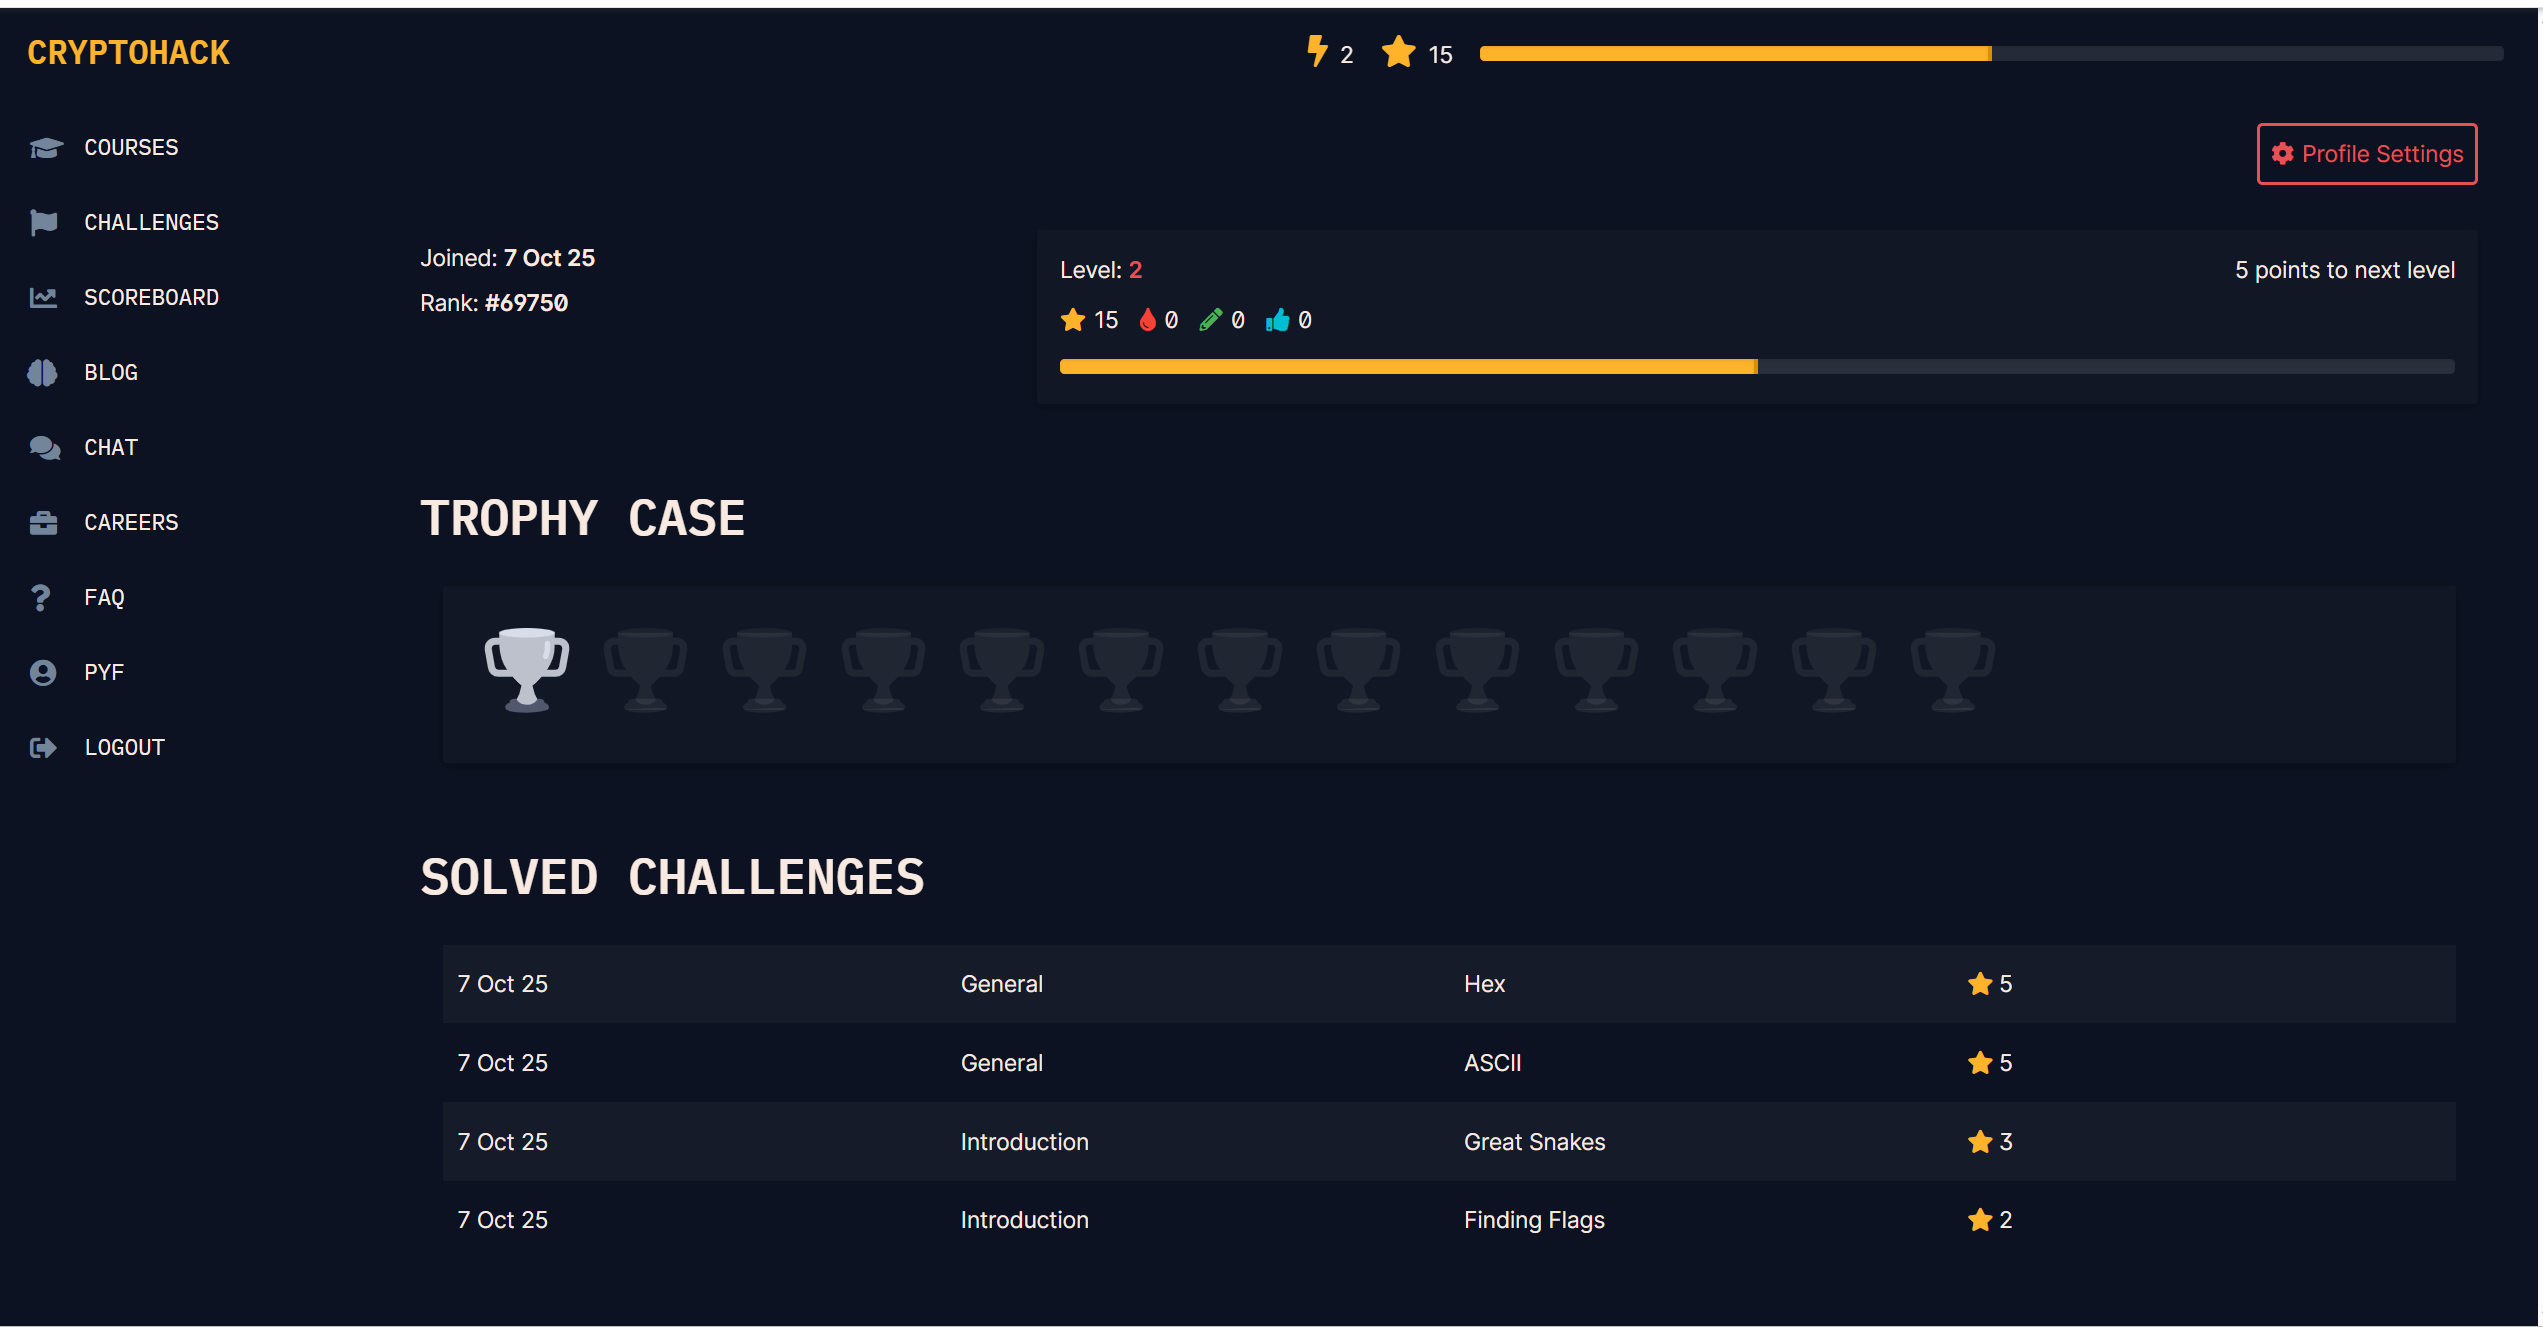 CRYPTOHACK
2 15
COURSES
CHALLENGES
SCOREBOARD
BLOG
CHAT
CAREERS
FAQ
PYF
LOGOUT
Profile Settings
Joined: 7 Oct 25
Rank: #69750
Level: 2
5 points to next level
15 0 0 0
TROPHY CASE
SOLVED CHALLENGES
7 Oct 25 General Hex 5
7 Oct 25 General ASCII 5
7 Oct 25 Introduction Great Snakes 3
7 Oct 25 Introduction Finding Flags 2